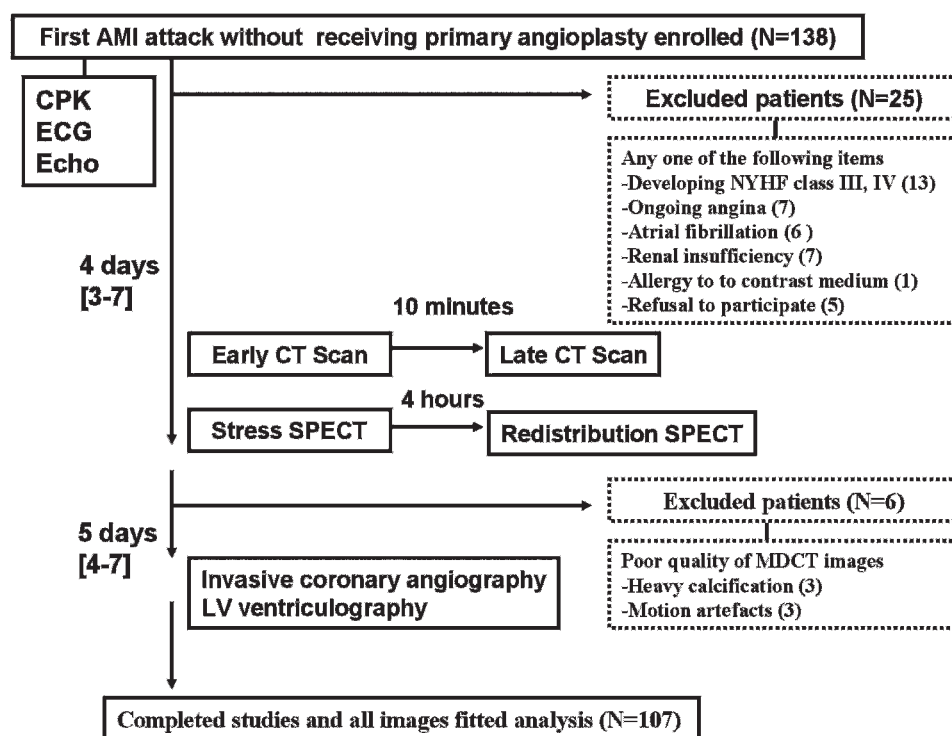 First AMI attack without receiving primary angioplasty enrolled (N=138)
CPK
ECG
Echo
Excluded patients (N=25)
Any one of the following items
-Developing NYHF class III, IV (13)
-Ongoing angina (7)
-Atrial fibrillation (6 )
-Renal insufficiency (7)
-Allergy to to contrast medium (1)
-Refusal to participate (5)
4 days
[3-7]
10 minutes
Early CT Scan
Late CT Scan
4 hours
Stress SPECT
Redistribution SPECT
Excluded patients (N=6)
Poor quality of MDCT images
-Heavy calcification (3)
-Motion artefacts (3)
5 days
[4-7]
Invasive coronary angiography
LV ventriculography
Completed studies and all images fitted analysis (N=107)